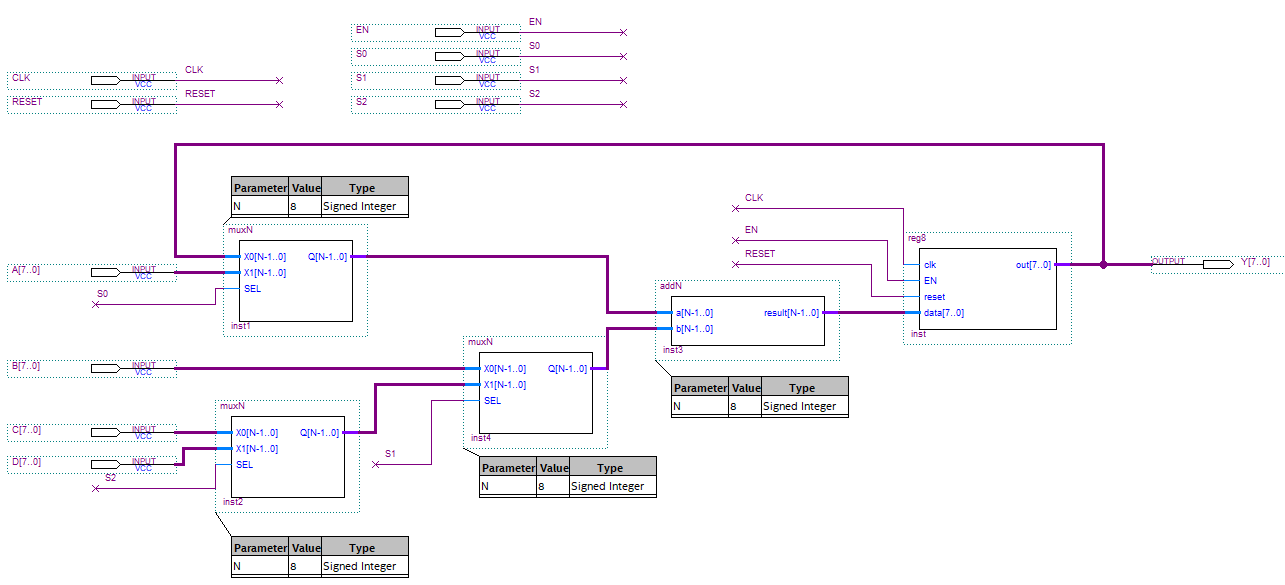 EN INPUT VCC EN
S0 INPUT VCC S0
CLK INPUT VCC CLK
S1 INPUT VCC S1
RESET INPUT VCC RESET
S2 INPUT VCC S2
Parameter Value Type
N 8 Signed Integer
muxN
X0[N-1..0] Q[N-1..0]
X1[N-1..0]
SEL
inst1
A[7..0] INPUT VCC
S0
CLK
EN
RESET
reg8
clk out[7..0]
EN
reset
data[7..0]
inst
OUTPUT Y[7..0]
addN
a[N-1..0] result[N-1..0]
b[N-1..0]
inst3
Parameter Value Type
N 8 Signed Integer
B[7..0] INPUT VCC
muxN
X0[N-1..0] Q[N-1..0]
X1[N-1..0]
SEL
inst4
S1
Parameter Value Type
N 8 Signed Integer
C[7..0] INPUT VCC
D[7..0] INPUT VCC
S2
muxN
X0[N-1..0] Q[N-1..0]
X1[N-1..0]
SEL
inst2
Parameter Value Type
N 8 Signed Integer